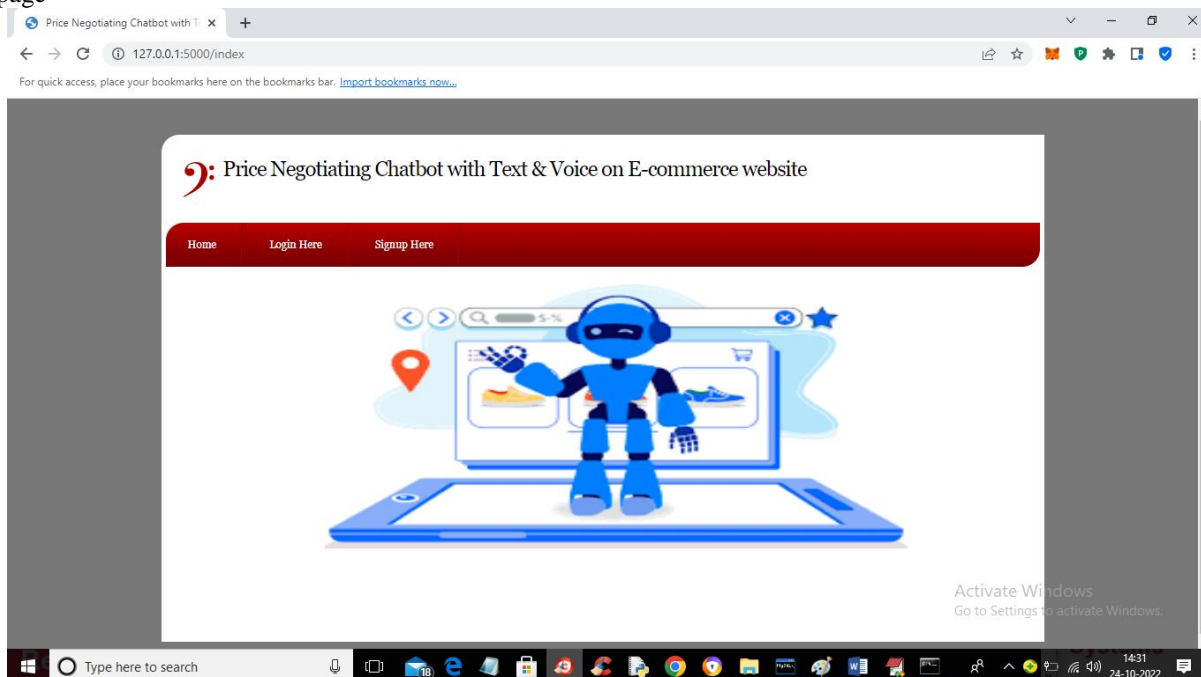 page
Price Negotiating Chatbot with T
127.0.0.1:5000/index
For quick access, place your bookmarks here on the bookmarks bar. Import bookmarks now...
Price Negotiating Chatbot with Text & Voice on E-commerce website
Home Login Here Signup Here
S-%
Activate Windows
Go to Settings to activate Windows.
Type here to search
18
14:31
24-10-2022